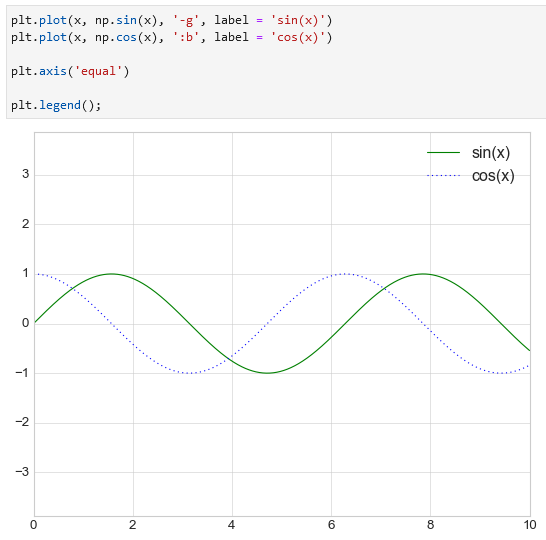 plt.plot(x, np.sin(x), '-g', label = 'sin(x)')
plt.plot(x, np.cos(x), ':b', label = 'cos(x)')
plt.axis('equal')
plt.legend();
sin(x)
cos(x)
3
2
1
0
−1
−2
−3
0 2 4 6 8 10